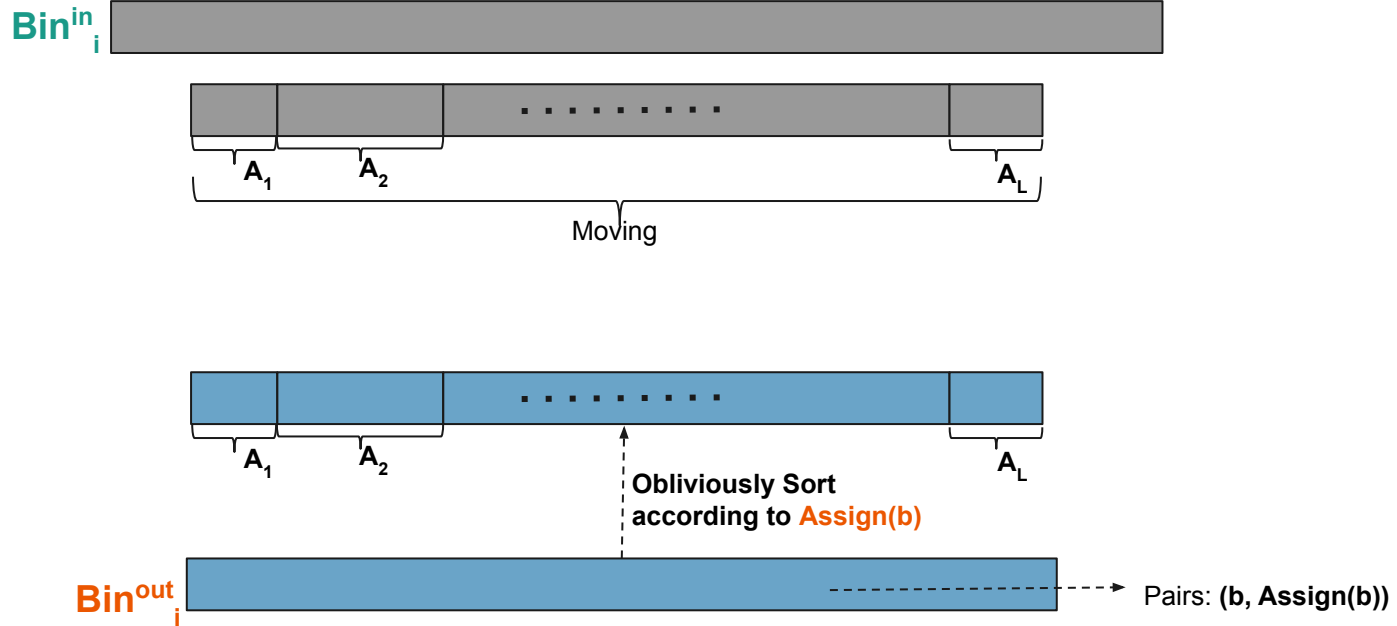 Bin^in_i
A_1 A_2 A_L
Moving
A_1 A_2 A_L
Obliviously Sort
according to Assign(b)
Bin^out_i
Pairs: (b, Assign(b))